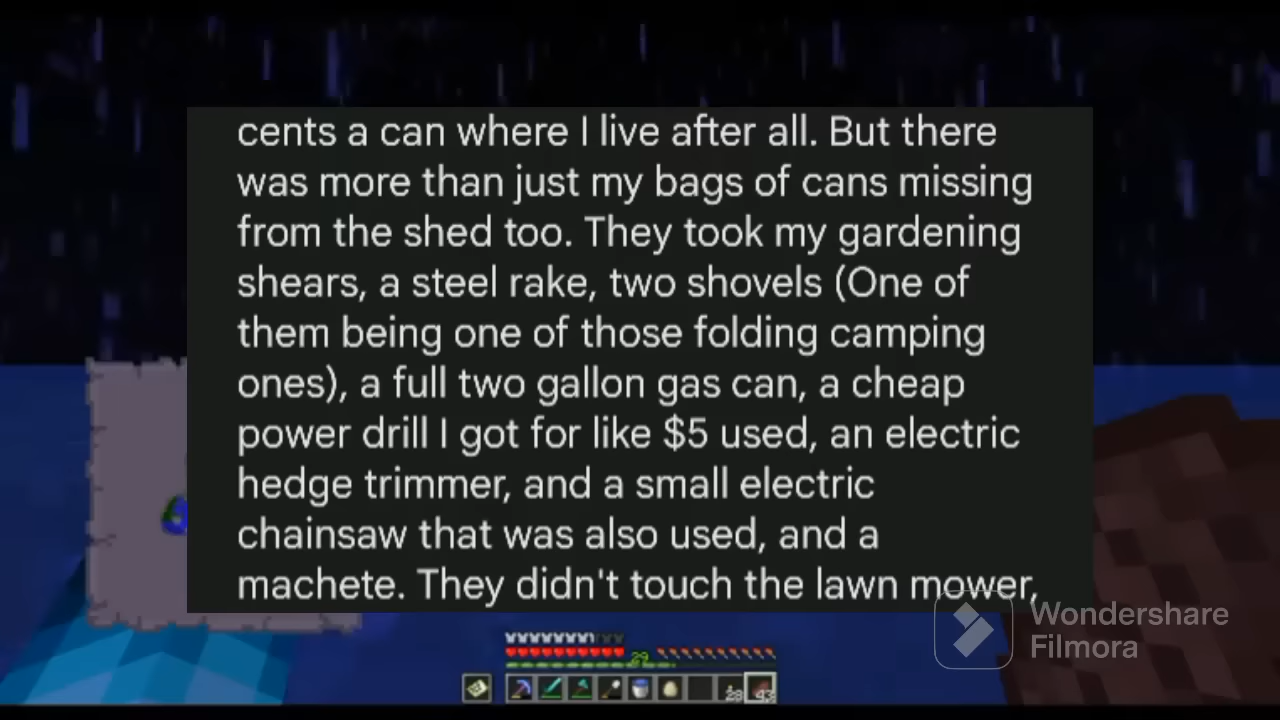 cents a can where I live after all. But there
was more than just my bags of cans missing
from the shed too. They took my gardening
shears, a steel rake, two shovels (One of
them being one of those folding camping
ones), a full two gallon gas can, a cheap
power drill I got for like $5 used, an electric
hedge trimmer, and a small electric
chainsaw that was also used, and a
machete. They didn't touch the lawn mower,
Wondershare
Filmora
29
28
43